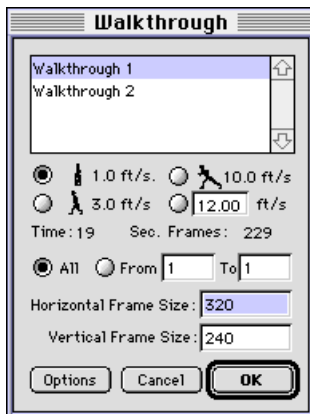 Walkthrough
Walkthrough 1
Walkthrough 2
1.0 ft/s. 10.0 ft/s
3.0 ft/s 12.00 ft/s
Time: 19 Sec. Frames: 229
All From 1 To 1
Horizontal Frame Size: 320
Vertical Frame Size: 240
Options Cancel OK